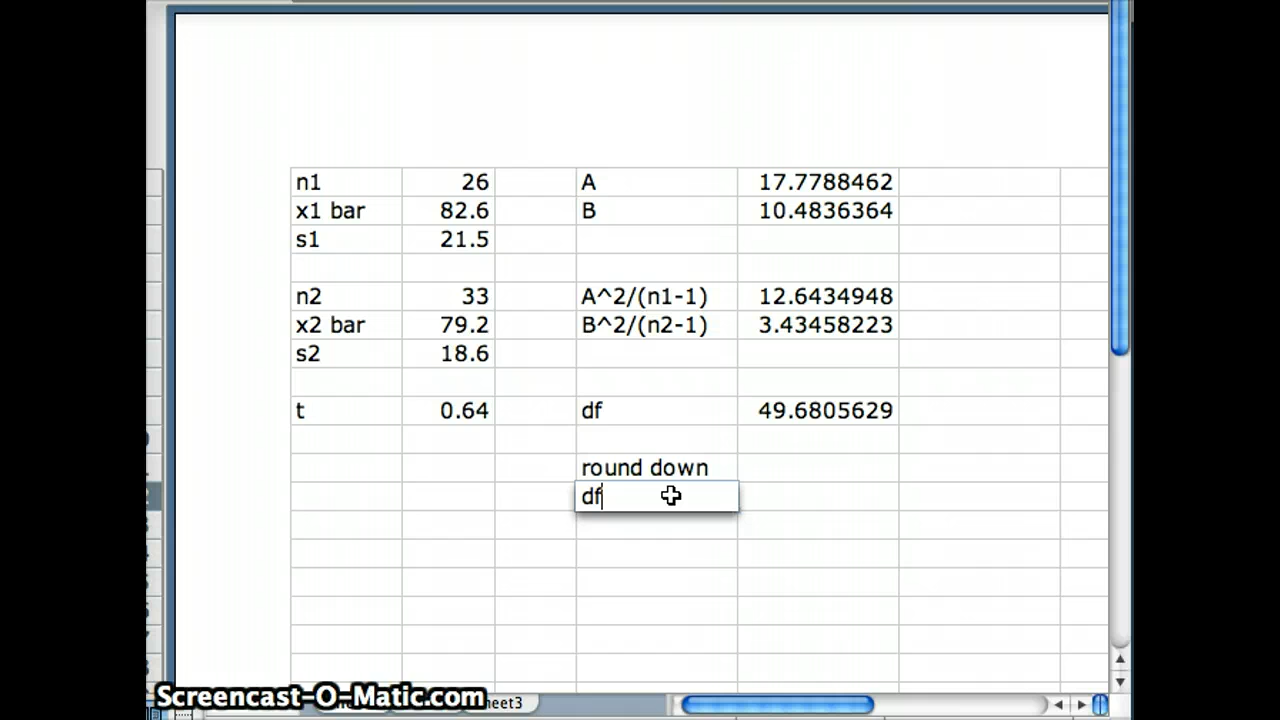 n1 26 A 17.7788462
x1 bar 82.6 B 10.4836364
s1 21.5
n2 33 A^2/(n1-1) 12.6434948
x2 bar 79.2 B^2/(n2-1) 3.43458223
s2 18.6
t 0.64 df 49.6805629
round down
df
Screencast-O-Matic.com